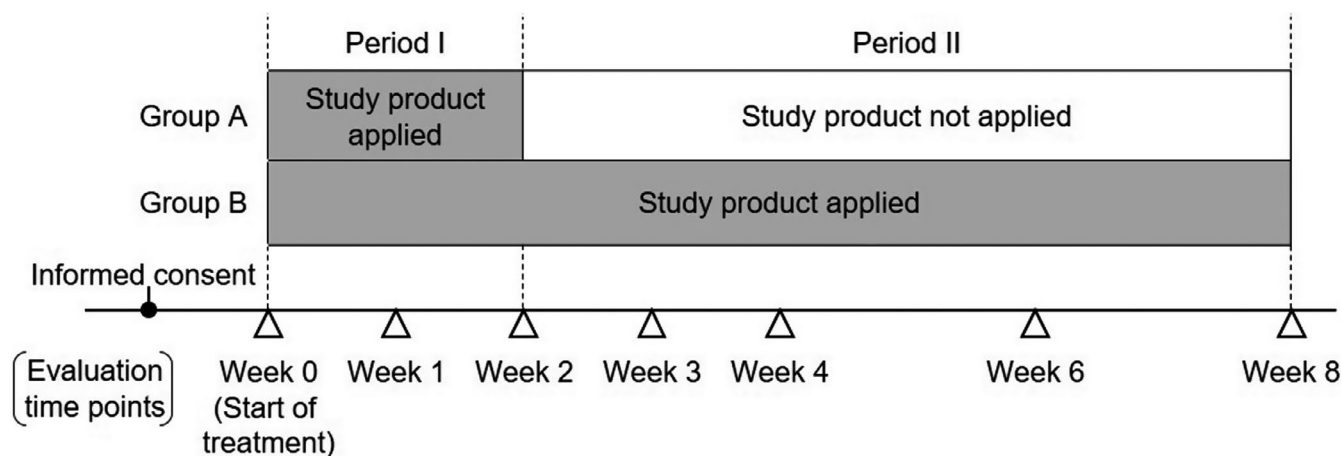 Period I
Period II
Group A
Study product
applied
Study product not applied
Group B
Study product applied
Informed consent
Evaluation
time points
Week 0
(Start of
treatment)
Week 1
Week 2
Week 3
Week 4
Week 6
Week 8